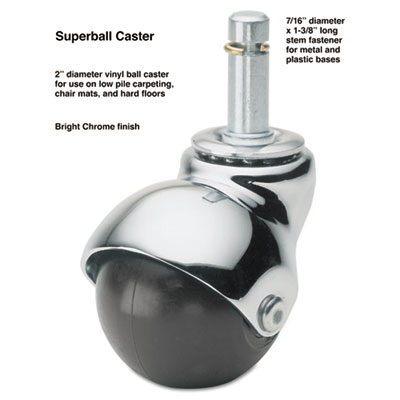 Superball Caster
2" diameter vinyl ball caster
for use on low pile carpeting,
chair mats, and hard floors
Bright Chrome finish
7/16" diameter
x 1-3/8" long
stem fastener
for metal and
plastic bases